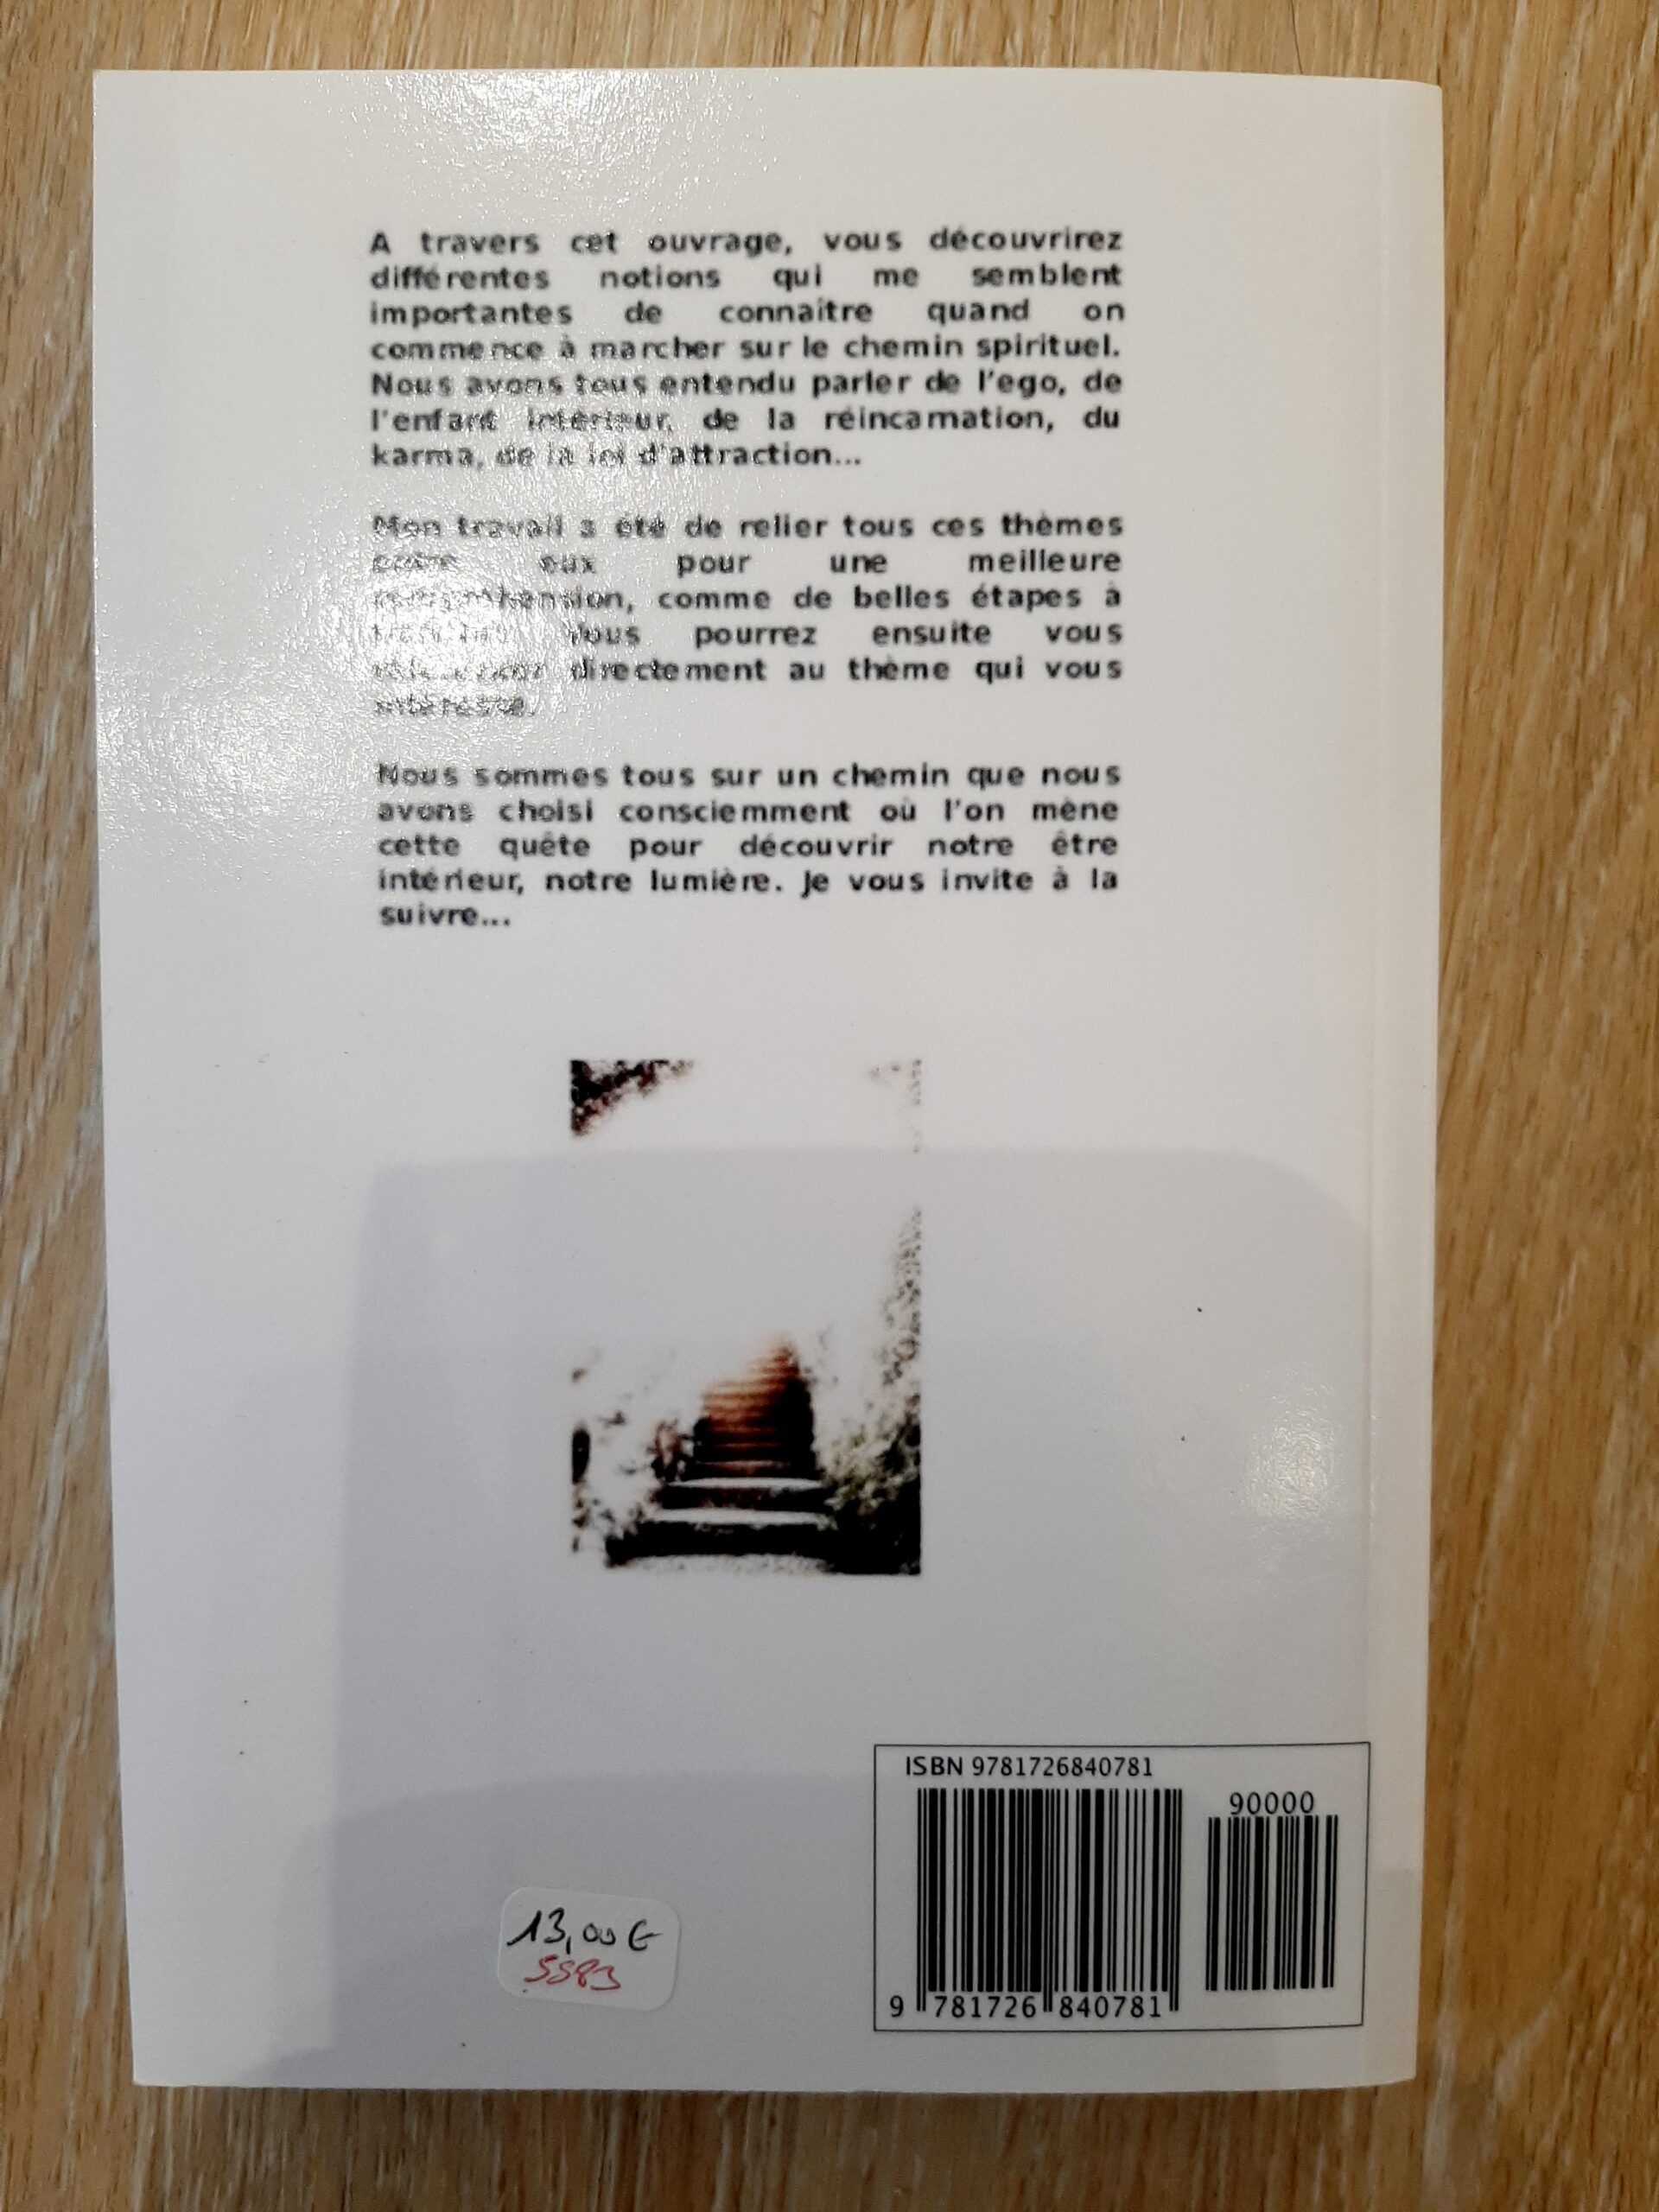 A travers cet ouvrage, vous découvrirez
différentes notions qui me semblent
importantes de connaitre quand on
commence à marcher sur le chemin spirituel.
Nous avons tous entendu parler de l'ego, de
l'enfant intérieur, de la réincarnation, du
karma, de la loi d'attraction...
Mon travail a été de relier tous ces thèmes
entre eux pour une meilleure
compréhension, comme de belles étapes à
Vous pourrez ensuite vous
directement au thème qui vous
intéresse.
Nous sommes tous sur un chemin que nous
avons choisi consciemment où l'on mène
cette quête pour découvrir notre être
intérieur, notre lumière. Je vous invite à la
suivre...
ISBN 9781726840781
90000
9 781726 840781
13,00 €